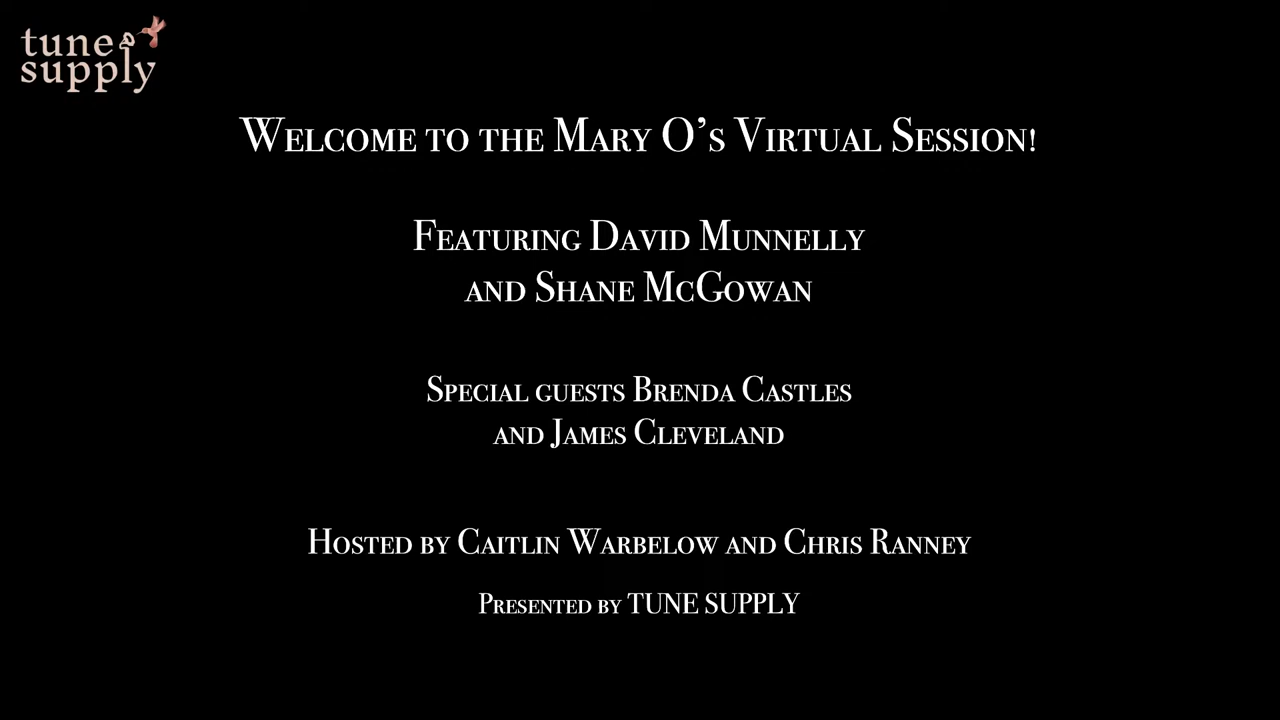 tune
supply
Welcome to the Mary O's Virtual Session!
Featuring David Munnelly
and Shane McGowan
Special guests Brenda Castles
and James Cleveland
Hosted by Caitlin Warbelow and Chris Ranney
Presented by TUNE SUPPLY